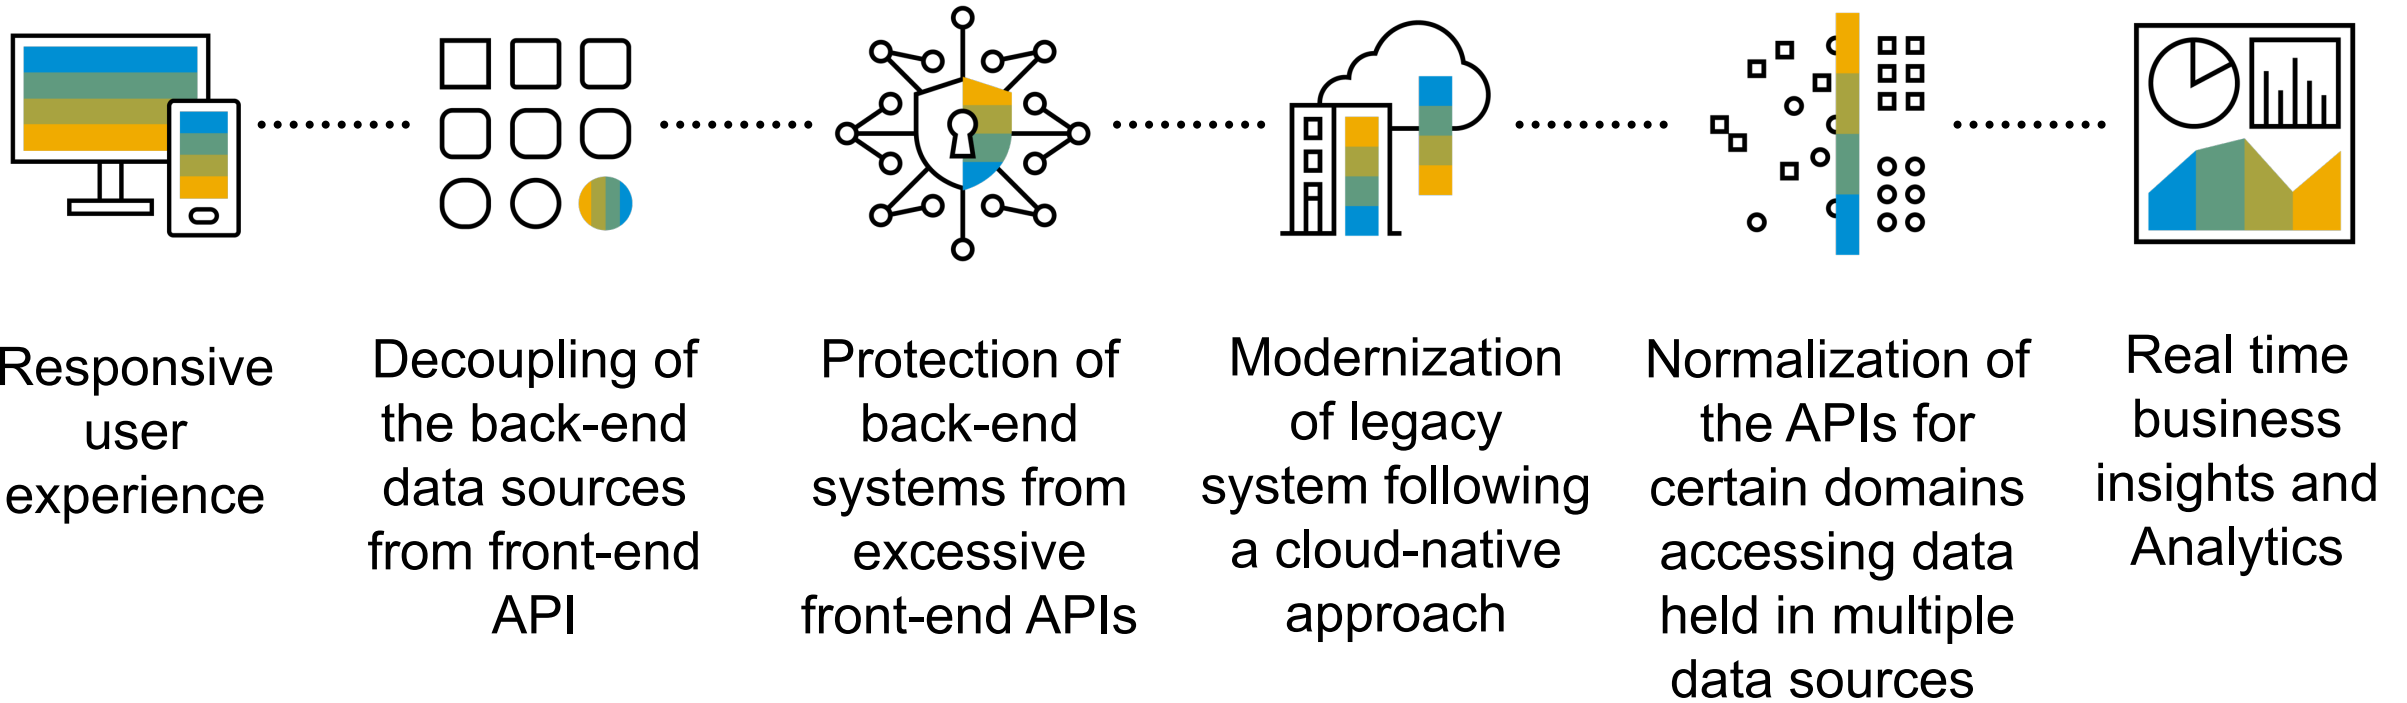 Responsive
user
experience
Decoupling of
the back-end
data sources
from front-end
API
Protection of
back-end
systems from
excessive
front-end APIs
Modernization
of legacy
system following
a cloud-native
approach
Normalization of
the APIs for
certain domains
accessing data
held in multiple
data sources
Real time
business
insights and
Analytics